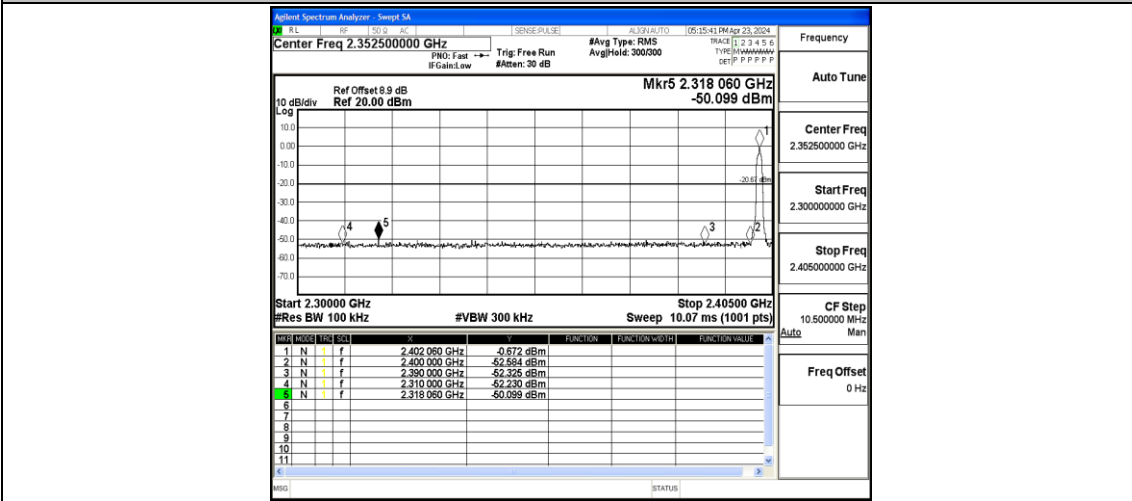 Agilent Spectrum Analyzer - Swept SA
RL RF 50 Ω AC SENSE:PULSE ALIGN AUTO 05:15:41 PM Apr 23, 2024
Center Freq 2.352500000 GHz
PNO: Fast
IFGain:Low
Trig: Free Run
#Atten: 30 dB
#Avg Type: RMS
Avg|Hold: 300/300
TRACE 1 2 3 4 5 6
TYPE M
DET P P P P P P
Frequency
Auto Tune
Center Freq
2.352500000 GHz
Start Freq
2.300000000 GHz
Stop Freq
2.405000000 GHz
CF Step
10.500000 MHz
Auto Man
Freq Offset
0 Hz
Mkr5 2.318 060 GHz
-50.099 dBm
Ref Offset 8.9 dB
10 dB/div Ref 20.00 dBm
Log
10.0
0.00
-10.0
-20.0
-30.0
-40.0
-50.0
-60.0
-70.0
1
-20.67 dBm
4
5
3
2
Start 2.30000 GHz Stop 2.40500 GHz
#Res BW 100 kHz #VBW 300 kHz Sweep 10.07 ms (1001 pts)
MKR MODE TRC SCL X Y FUNCTION FUNCTION WIDTH FUNCTION VALUE
1 N 1 f 2.402 060 GHz -0.672 dBm
2 N 1 f 2.400 000 GHz -52.584 dBm
3 N 1 f 2.390 000 GHz -52.325 dBm
4 N 1 f 2.310 000 GHz -52.230 dBm
5 N 1 f 2.318 060 GHz -50.099 dBm
6
7
8
9
10
11
MSG STATUS